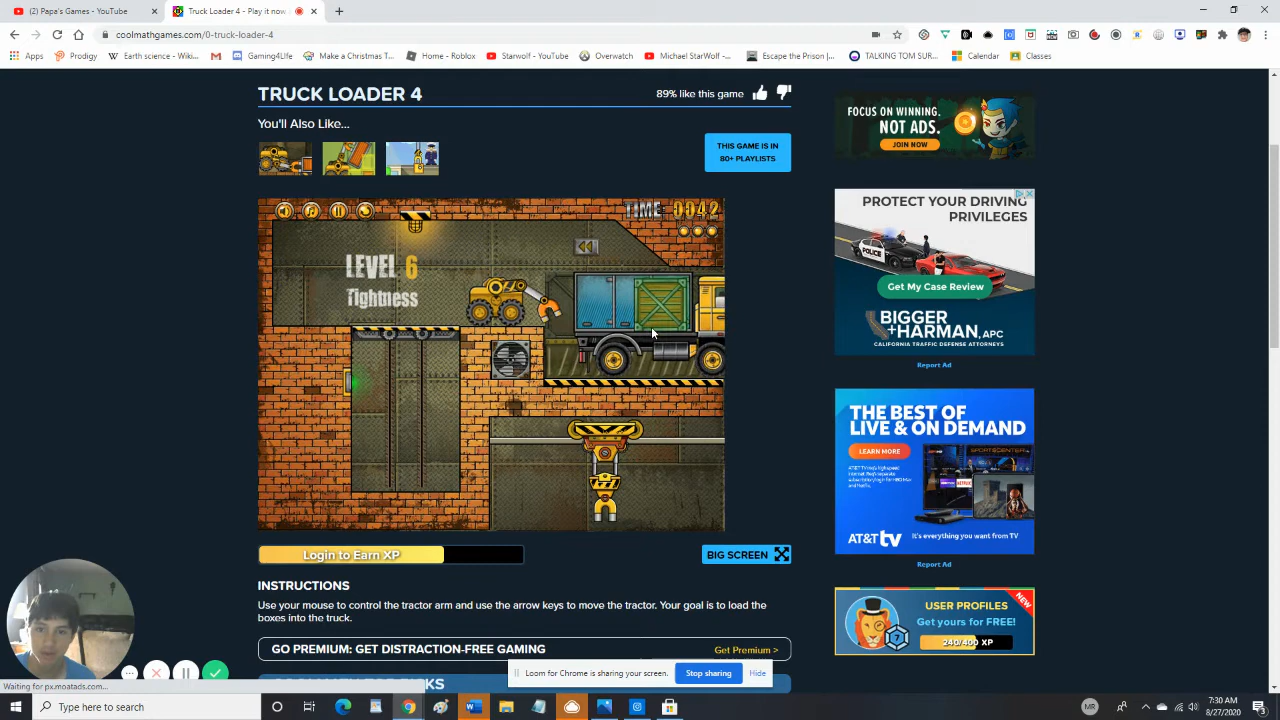 (2) Papa's Games - YouTube
Truck Loader 4 - Play it now
coolmathgames.com/0-truck-loader-4
Apps
Prodigy
Earth science - Wiki...
Gaming4Life
Make a Christmas T...
Home - Roblox
Starwolf - YouTube
Overwatch
Michael StarWolf -...
Escape the Prison |...
TALKING TOM SUR...
Calendar
Classes
TRUCK LOADER 4
89% like this game
You'll Also Like...
THIS GAME IS IN
80+ PLAYLISTS
TIME 0042
LEVEL 6
Tightness
Login to Earn XP
BIG SCREEN
INSTRUCTIONS
Use your mouse to control the tractor arm and use the arrow keys to move the tractor. Your goal is to load the
boxes into the truck.
GO PREMIUM: GET DISTRACTION-FREE GAMING
Get Premium >
FOCUS ON WINNING.
NOT ADS.
JOIN NOW
PROTECT YOUR DRIVING
PRIVILEGES
Get My Case Review
BIGGER
+HARMAN, APC
CALIFORNIA TRAFFIC DEFENSE ATTORNEYS
Report Ad
THE BEST OF
LIVE & ON DEMAND
LEARN MORE
SPORTSCENTER
AT&T tv
It's everything you want from TV
Report Ad
NEW
USER PROFILES
Get yours for FREE!
7
240/400 XP
Loom for Chrome is sharing your screen.
Stop sharing
Hide
Waiting for px.moatads.com...
Type here to search
MR
7:30 AM
8/27/2020